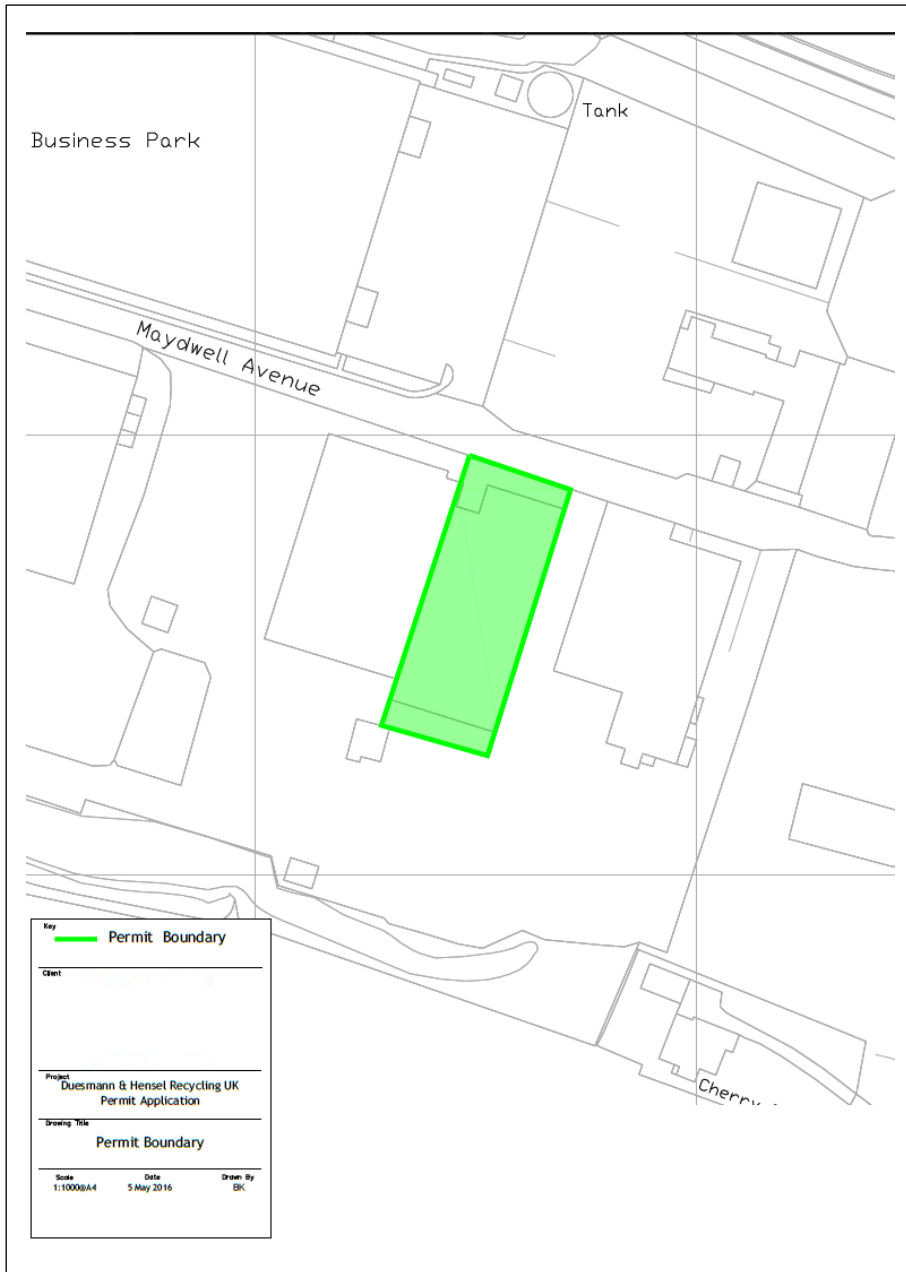 Tank
Business Park
Maydwell Avenue
Cherry
Key
Permit Boundary
Client
Project
Duesmann & Hensel Recycling UK
Permit Application
Drawing Title
Permit Boundary
Scale Date Drawn By
1:1000@A4 5 May 2016 BK